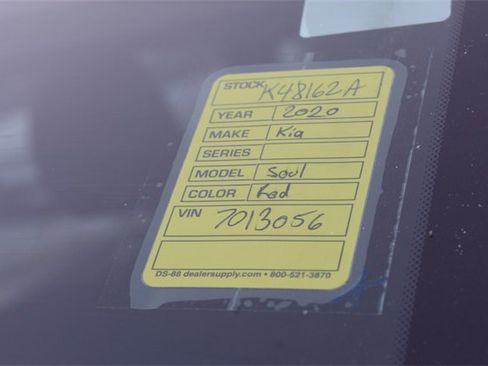 STOCK K48162A
YEAR 2020
MAKE Kia
SERIES
MODEL Soul
COLOR Red
VIN 7013056
DS-88 dealersupply.com • 800-521-3870